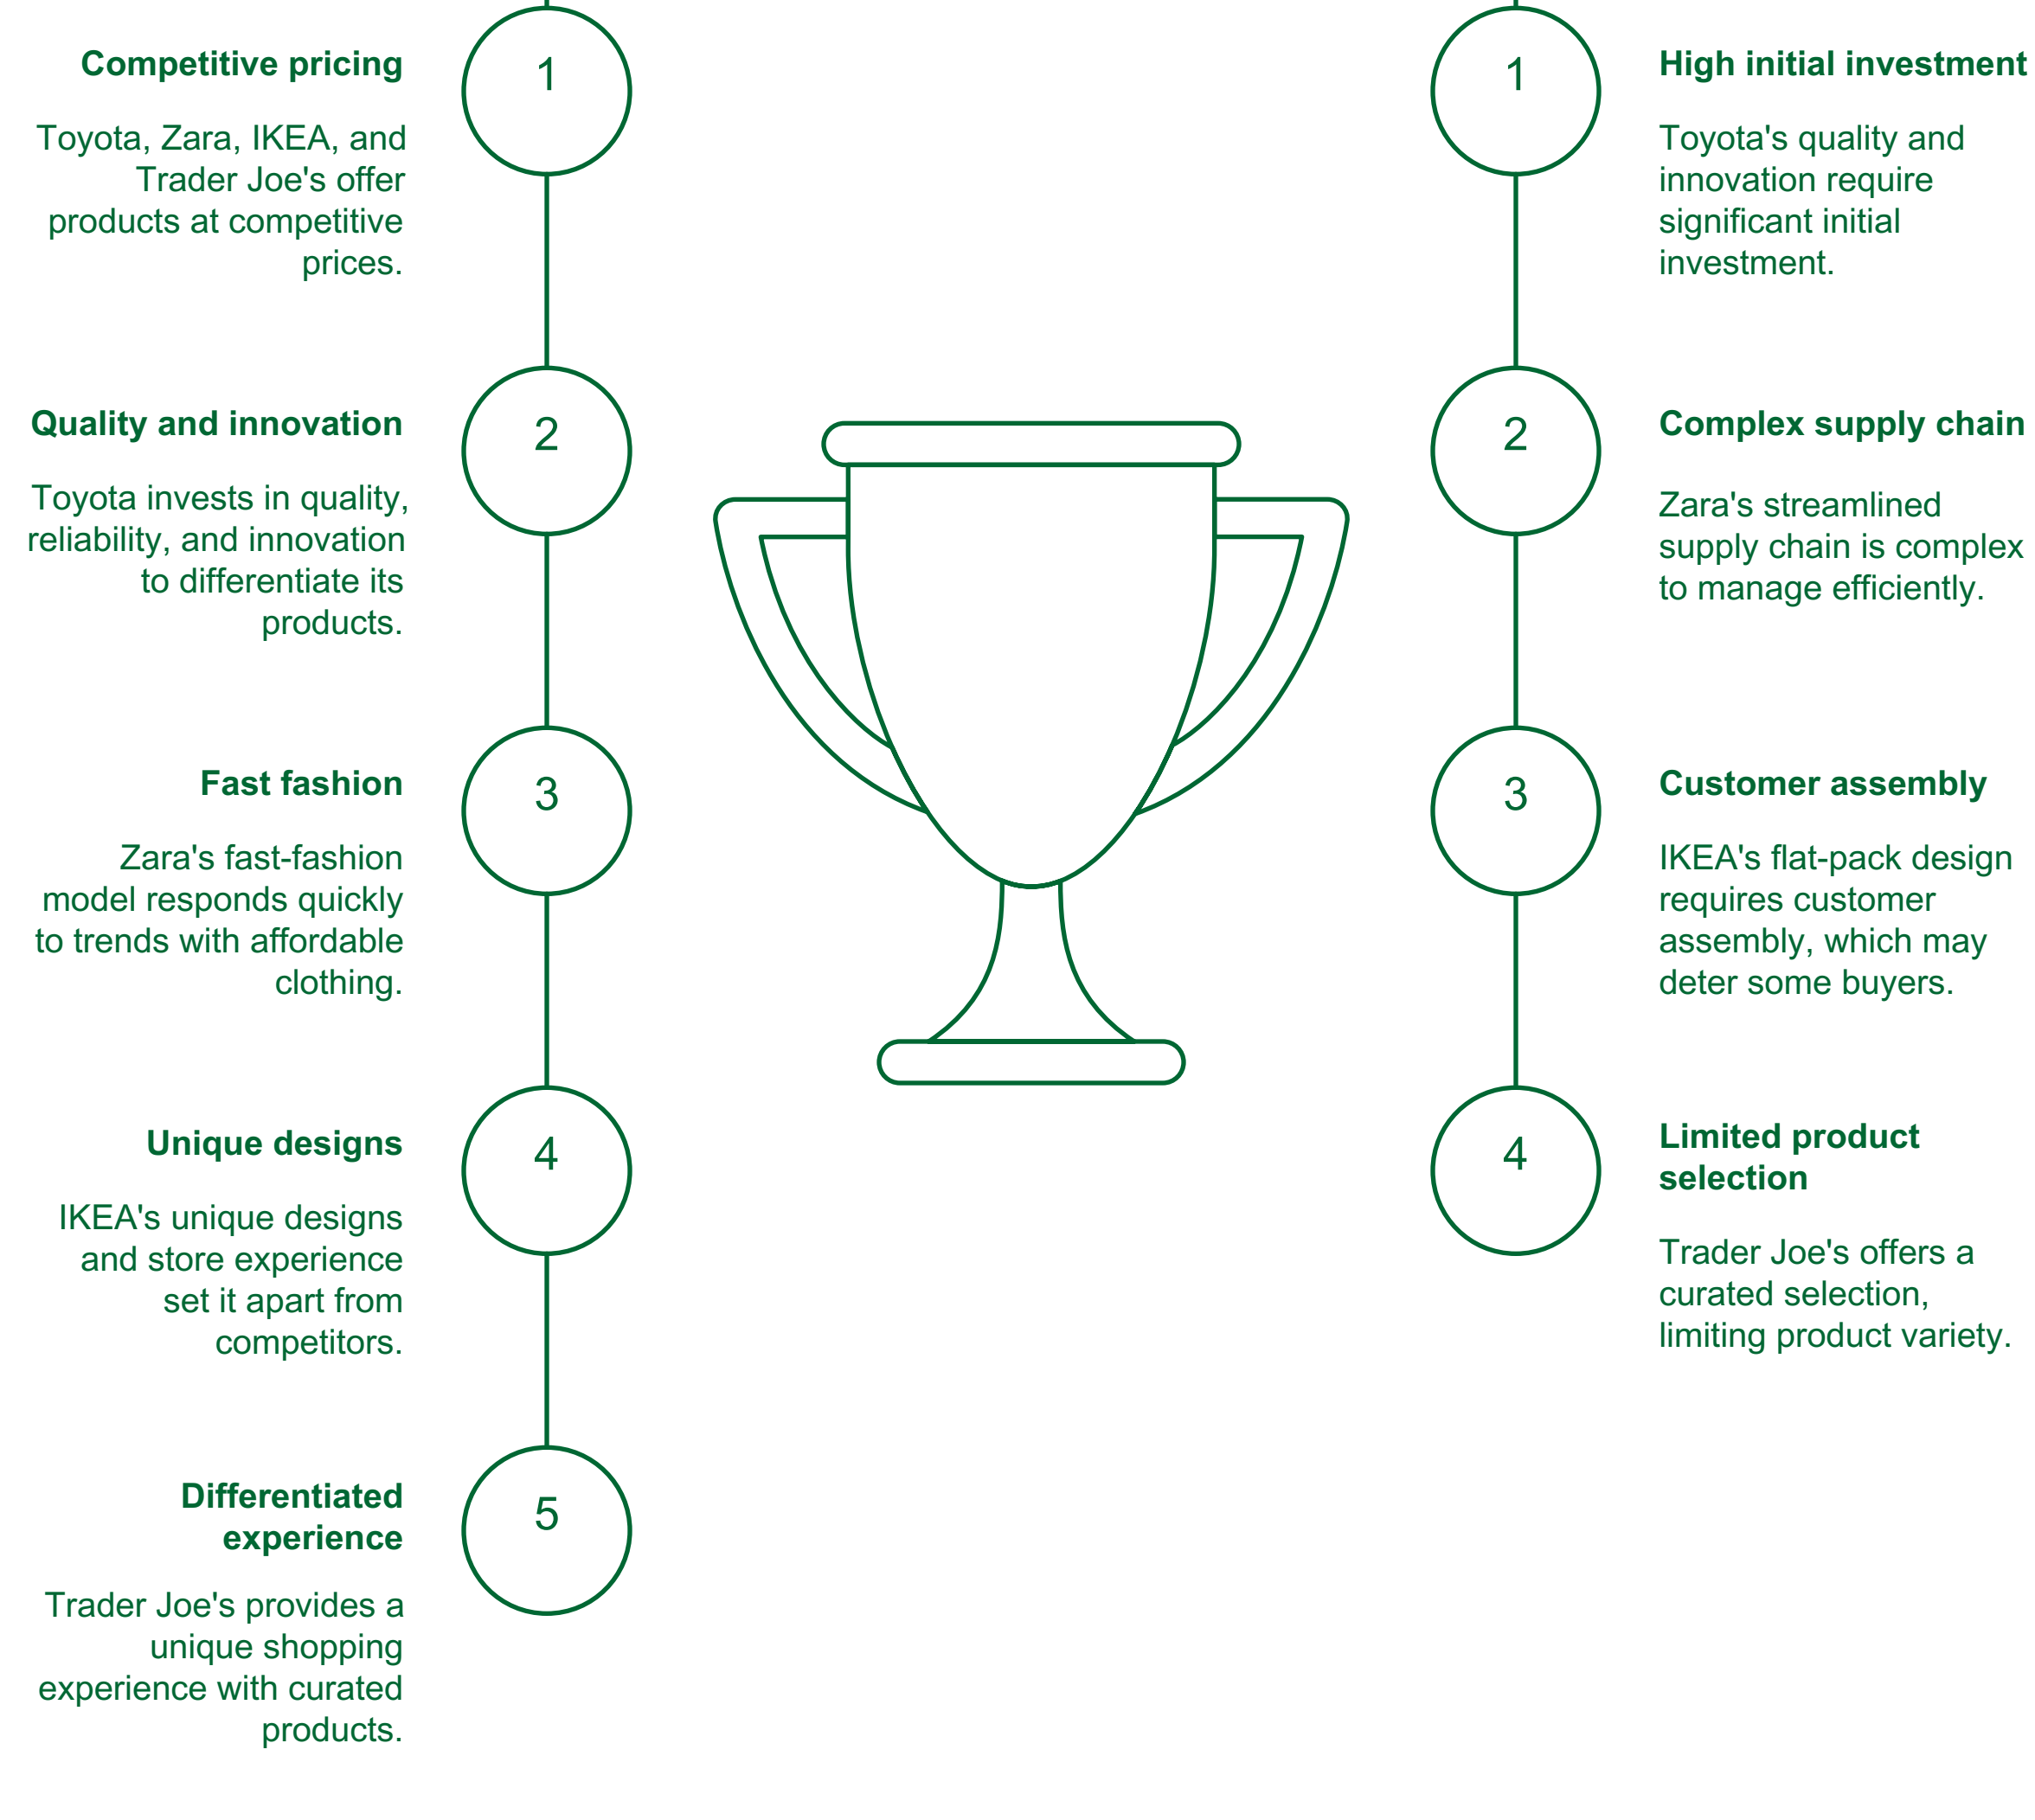 Competitive pricing
1
Toyota, Zara, IKEA, and
Trader Joe's offer
products at competitive
prices.
Quality and innovation
2
Toyota invests in quality,
reliability, and innovation
to differentiate its
products.
Fast fashion
3
Zara's fast-fashion
model responds quickly
to trends with affordable
clothing.
Unique designs
4
IKEA's unique designs
and store experience
set it apart from
competitors.
Differentiated
experience
5
Trader Joe's provides a
unique shopping
experience with curated
products.
1
High initial investment
Toyota's quality and
innovation require
significant initial
investment.
2
Complex supply chain
Zara's streamlined
supply chain is complex
to manage efficiently.
3
Customer assembly
IKEA's flat-pack design
requires customer
assembly, which may
deter some buyers.
4
Limited product
selection
Trader Joe's offers a
curated selection,
limiting product variety.